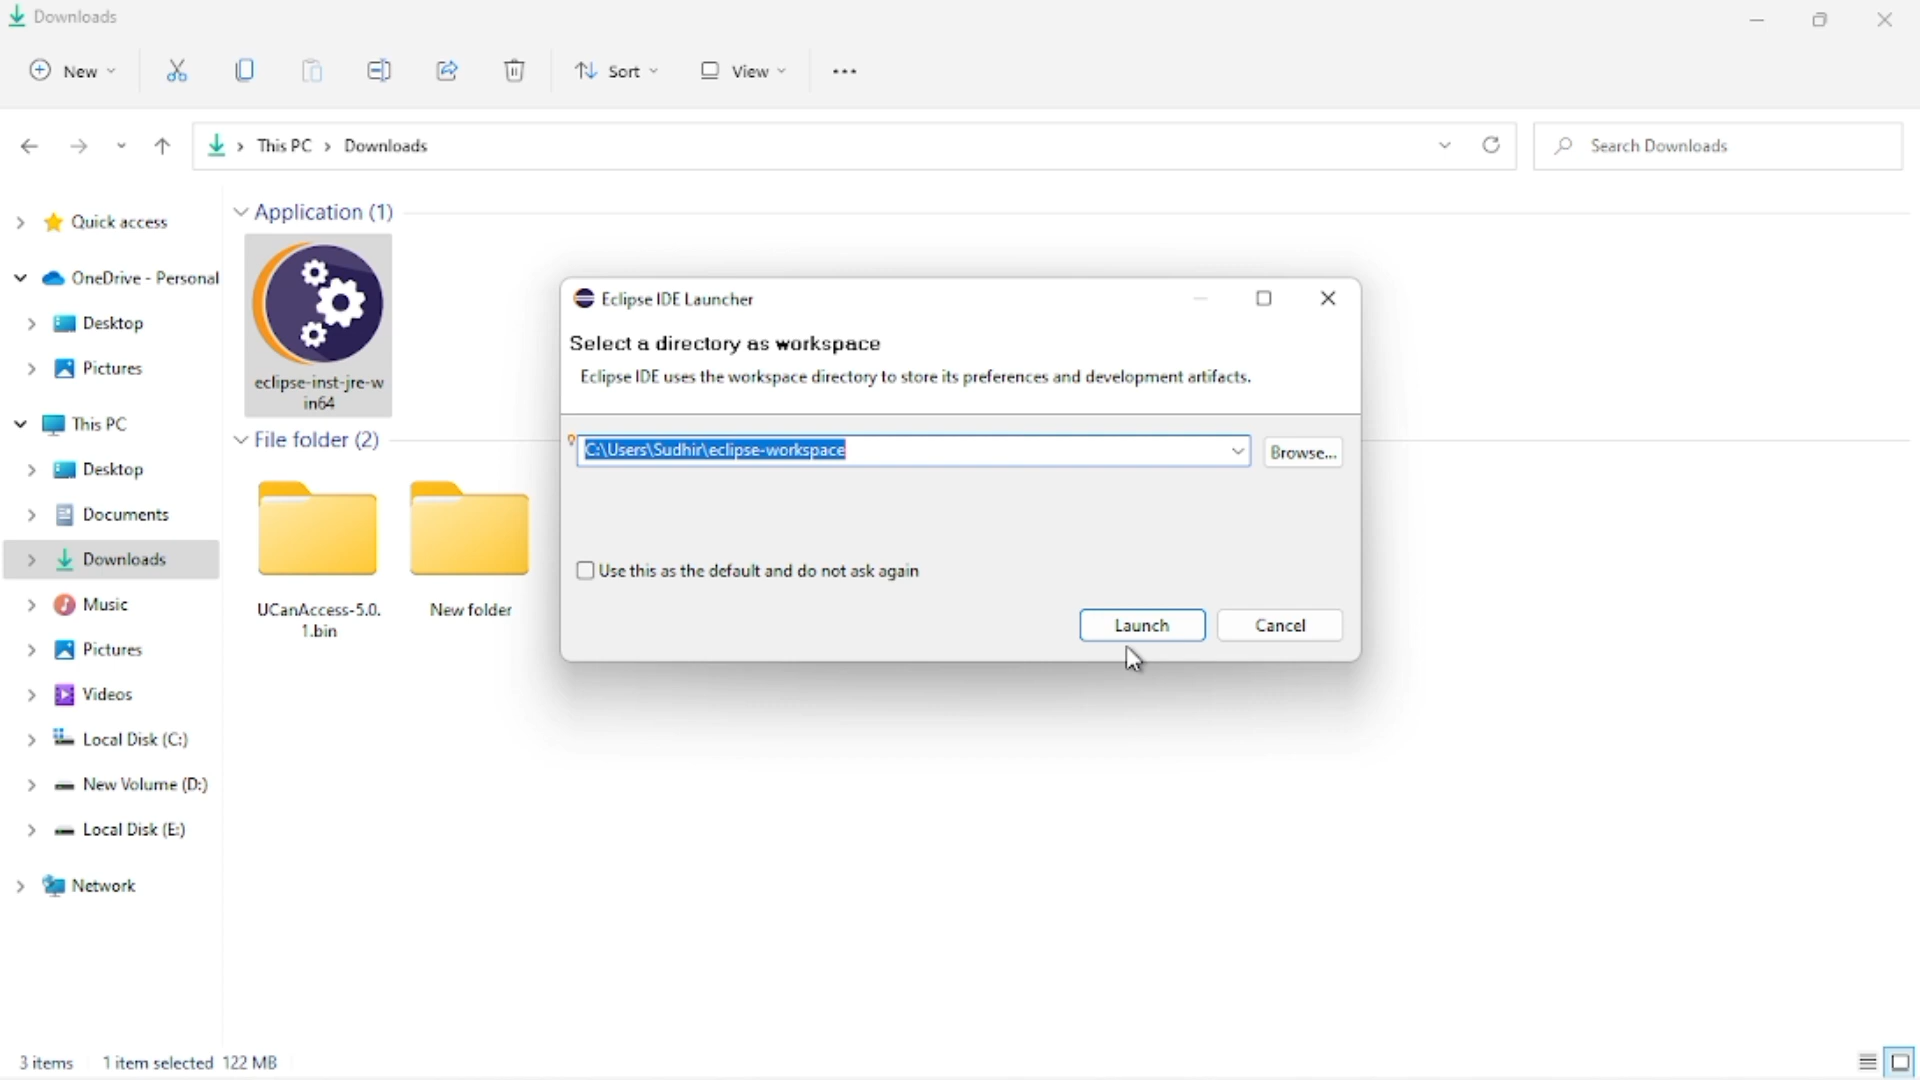 Downloads
New
Sort
View
This PC > Downloads
Search Downloads
Quick access
OneDrive - Personal
Desktop
Pictures
This PC
Desktop
Documents
Downloads
Music
Pictures
Videos
Local Disk (C:)
New Volume (D:)
Local Disk (E:)
Network
Application (1)
eclipse-inst-jre-w
in64
File folder (2)
UCanAccess-5.0.
1.bin
New folder
Eclipse IDE Launcher
Select a directory as workspace
Eclipse IDE uses the workspace directory to store its preferences and development artifacts.
C:\Users\Sudhir\eclipse-workspace
Browse...
Use this as the default and do not ask again
Launch
Cancel
3 items 1 item selected 122 MB